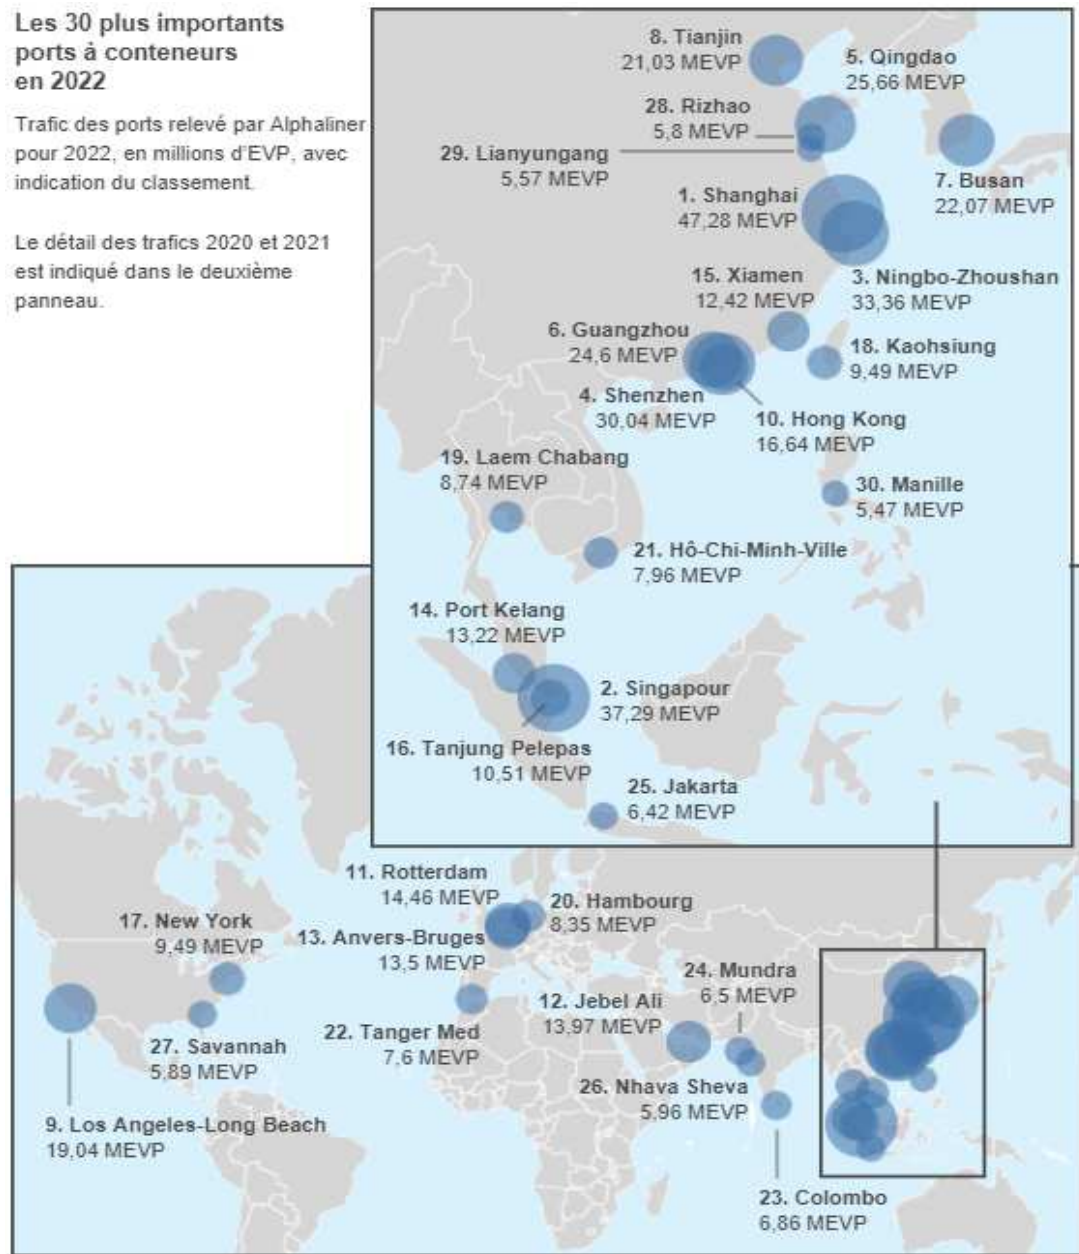 Les 30 plus importants
ports à conteneurs
en 2022
Trafic des ports relevé par Alphaliner
pour 2022, en millions d'EVP, avec
indication du classement.
Le détail des trafics 2020 et 2021
est indiqué dans le deuxième
panneau.
8. Tianjin
21,03 MEVP
5. Qingdao
25,66 MEVP
28. Rizhao
5,8 MEVP
29. Lianyungang
5,57 MEVP
7. Busan
22,07 MEVP
1. Shanghai
47,28 MEVP
15. Xiamen
12,42 MEVP
3. Ningbo-Zhoushan
33,36 MEVP
6. Guangzhou
24,6 MEVP
18. Kaohsiung
9,49 MEVP
4. Shenzhen
30,04 MEVP
10. Hong Kong
16,64 MEVP
19. Laem Chabang
8,74 MEVP
30. Manille
5,47 MEVP
21. Hô-Chi-Minh-Ville
7,96 MEVP
14. Port Kelang
13,22 MEVP
2. Singapour
37,29 MEVP
16. Tanjung Pelepas
10,51 MEVP
25. Jakarta
6,42 MEVP
11. Rotterdam
14,46 MEVP
20. Hambourg
8,35 MEVP
17. New York
9,49 MEVP
13. Anvers-Bruges
13,5 MEVP
24. Mundra
6,5 MEVP
12. Jebel Ali
13,97 MEVP
22. Tanger Med
7,6 MEVP
27. Savannah
5,89 MEVP
26. Nhava Sheva
5,96 MEVP
9. Los Angeles-Long Beach
19,04 MEVP
23. Colombo
6,86 MEVP